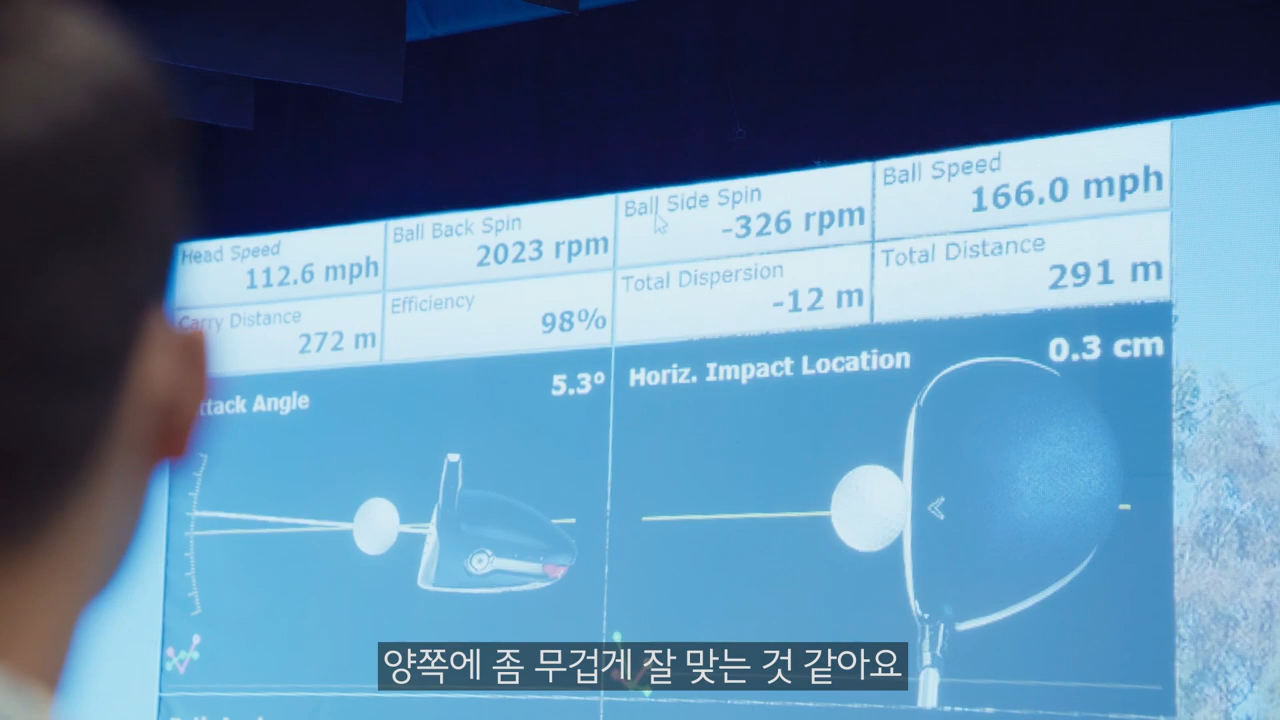 Head Speed
112.6 mph
Ball Back Spin
2023 rpm
Ball Side Spin
-326 rpm
Ball Speed
166.0 mph
Carry Distance
272 m
Efficiency
98%
Total Dispersion
-12 m
Total Distance
291 m
ttack Angle
5.3°
Horiz. Impact Location
0.3 cm
양쪽에 좀 무겁게 잘 맞는 것 같아요